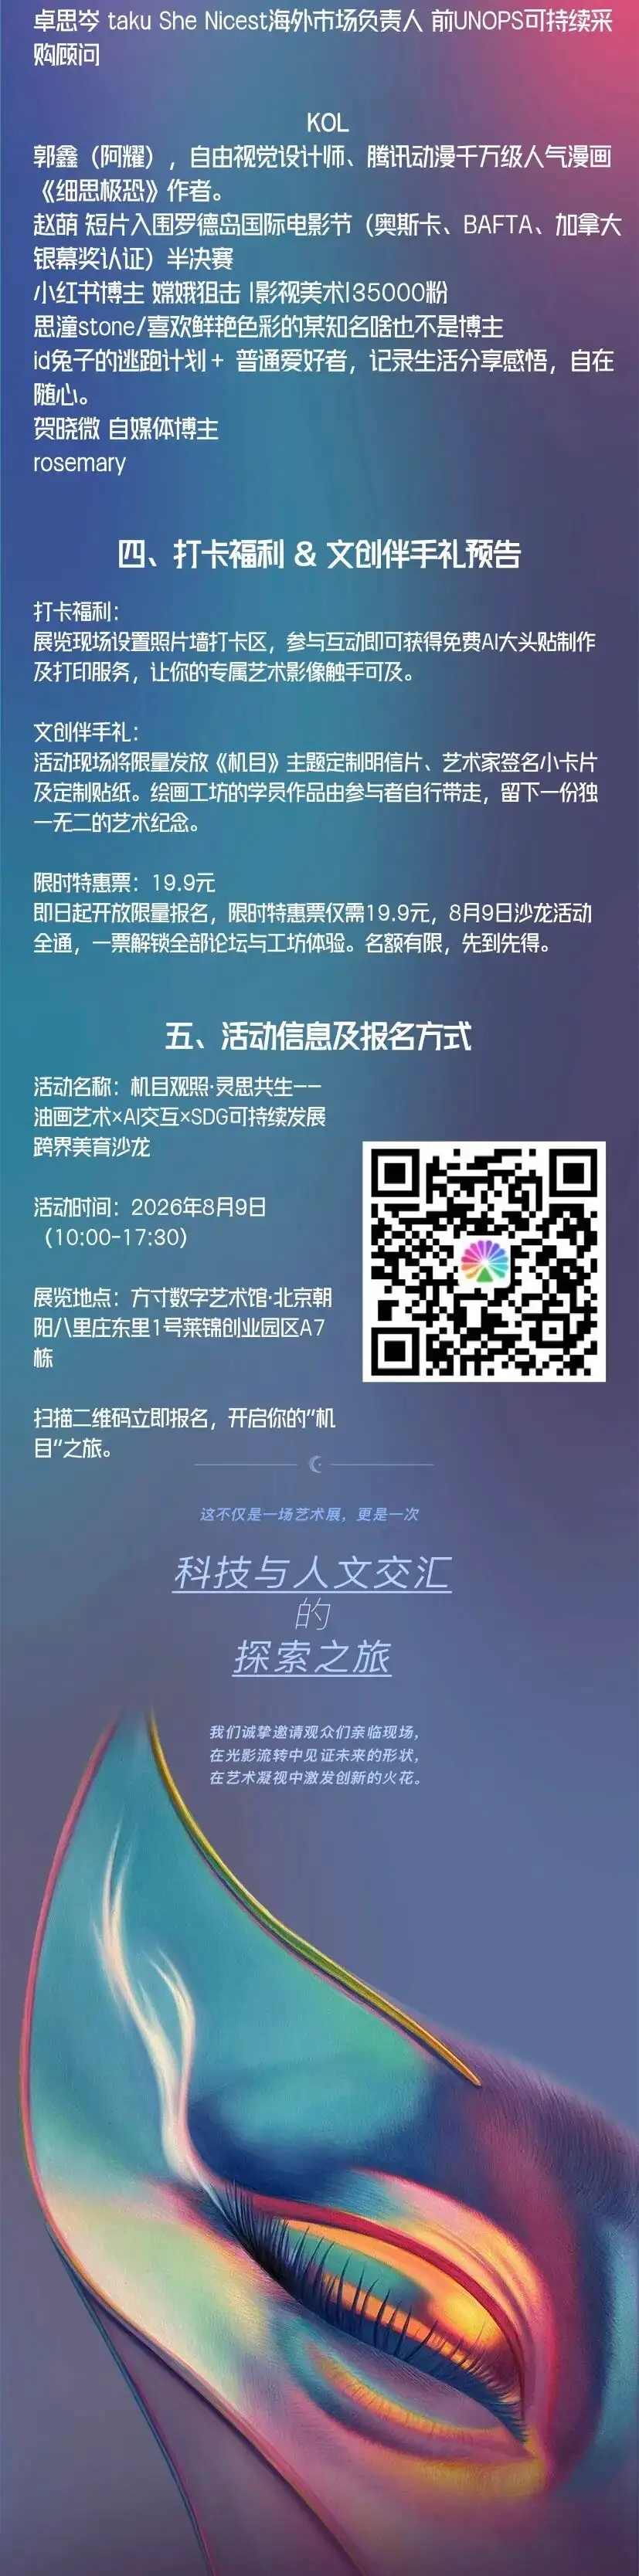 卓思岑 taku She Nicest海外市场负责人 前UNOPS可持续采
购顾问
KOL
郭鑫（阿耀），自由视觉设计师、腾讯动漫千万级人气漫画
《细思极恐》作者。
赵萌 短片入围罗德岛国际电影节（奥斯卡、BAFTA、加拿大
银幕奖认证）半决赛
小红书博主 嫦娥狙击 |影视美术|35000粉
思潼stone/喜欢鲜艳色彩的某知名啥也不是博主
id兔子的逃跑计划+ 普通爱好者，记录生活分享感悟，自在
随心。
贺晓微 自媒体博主
rosemary
四、打卡福利 & 文创伴手礼预告
打卡福利：
展览现场设置照片墙打卡区，参与互动即可获得免费AI大头贴制作
及打印服务，让你的专属艺术影像触手可及。
文创伴手礼：
活动现场将限量发放《机目》主题定制明信片、艺术家签名小卡片
及定制贴纸。绘画工坊的学员作品由参与者自行带走，留下一份独
一无二的艺术纪念。
限时特惠票：19.9元
即日起开放限量报名，限时特惠票仅需19.9元，8月9日沙龙活动
全通，一票解锁全部论坛与工坊体验。名额有限，先到先得。
五、活动信息及报名方式
活动名称：机目观照·灵思共生——
油画艺术×AI交互×SDG可持续发展
跨界美育沙龙
活动时间：2026年8月9日
（10:00-17:30）
展览地点：方寸数字艺术馆·北京朝
阳八里庄东里1号莱锦创业园区A7
栋
扫描二维码立即报名，开启你的"机
目"之旅。
这不仅是一场艺术展，更是一次
科技与人文交汇
的
探索之旅
我们诚挚邀请观众们亲临现场，
在光影流转中见证未来的形状，
在艺术凝视中激发创新的火花。